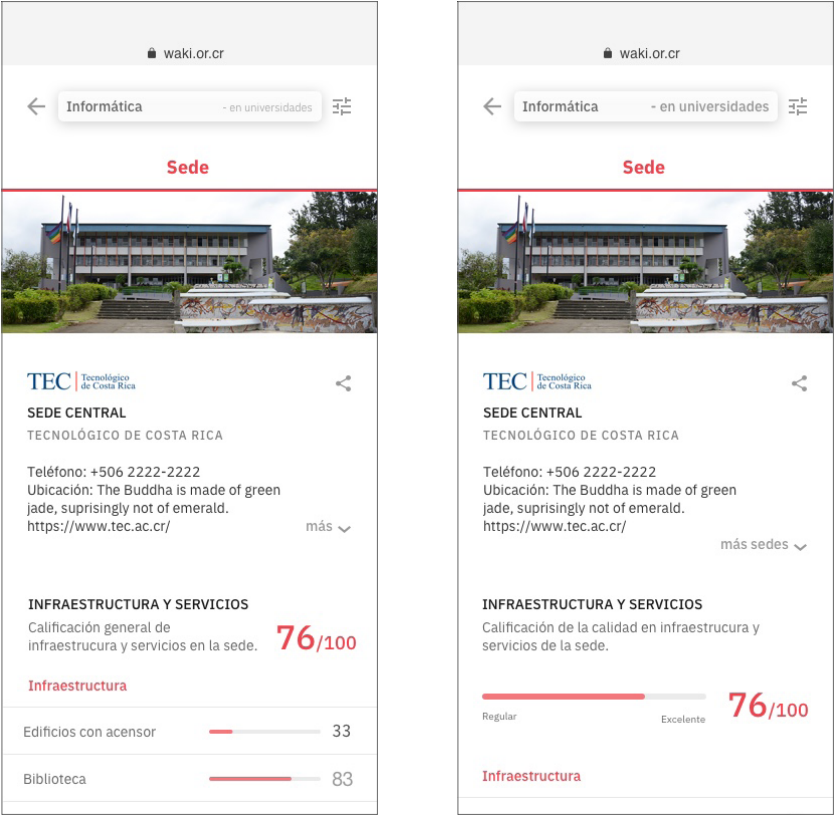 waki.or.cr
Informática - en universidades
Sede
TEC Tecnológico
de Costa Rica
SEDE CENTRAL
TECNOLÓGICO DE COSTA RICA
Teléfono: +506 2222-2222
Ubicación: The Buddha is made of green
jade, suprisingly not of emerald.
https://www.tec.ac.cr/
más
INFRAESTRUCTURA Y SERVICIOS
Calificación general de
infraestrucura y servicios en la sede.
76/100
Infraestructura
Edificios con acensor 33
Biblioteca 83
waki.or.cr
Informática - en universidades
Sede
TEC Tecnológico
de Costa Rica
SEDE CENTRAL
TECNOLÓGICO DE COSTA RICA
Teléfono: +506 2222-2222
Ubicación: The Buddha is made of green
jade, suprisingly not of emerald.
https://www.tec.ac.cr/
más sedes
INFRAESTRUCTURA Y SERVICIOS
Calificación de la calidad en infraestrucura y
servicios de la sede.
76/100
Regular Excelente
Infraestructura